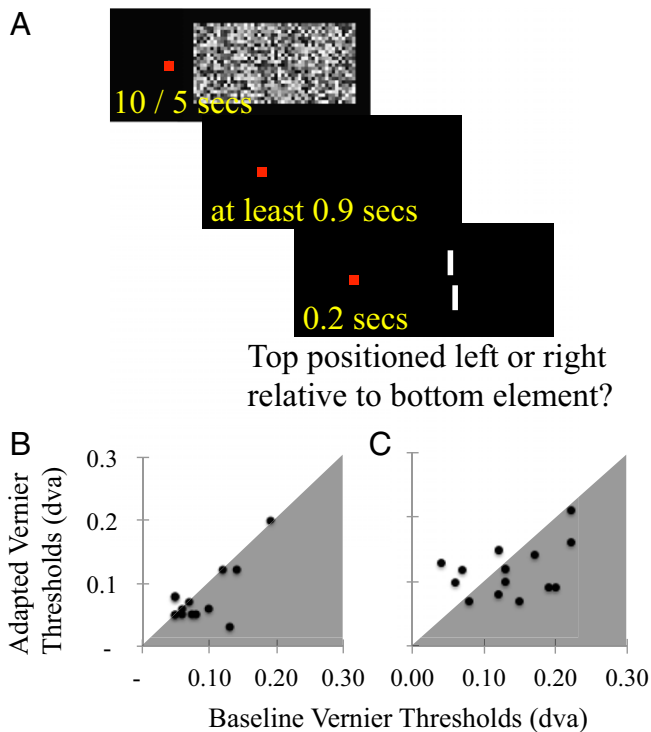 A
10 / 5 secs
at least 0.9 secs
0.2 secs
Top positioned left or right
relative to bottom element?
B
C
Adapted Vernier
Thresholds (dva)
0.3
0.2
0.1
-
- 0.10 0.20 0.30
0.00 0.10 0.20 0.30
Baseline Vernier Thresholds (dva)